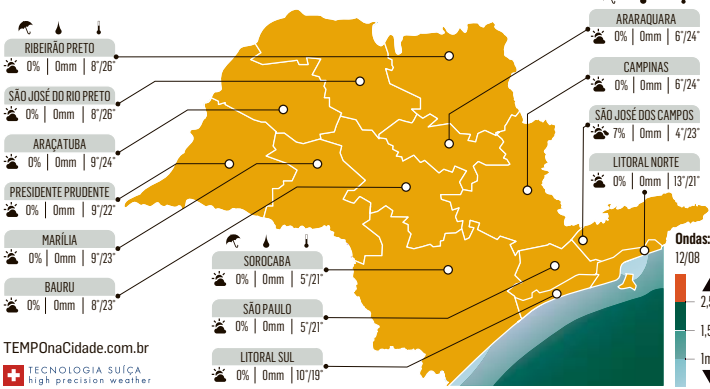 RIBEIRÃO PRETO
0% | 0mm | 8°/26°
SÃO JOSÉ DO RIO PRETO
0% | 0mm | 8°/26°
ARAÇATUBA
0% | 0mm | 9°/24°
PRESIDENTE PRUDENTE
0% | 0mm | 9°/22°
MARÍLIA
0% | 0mm | 9°/23°
BAURU
0% | 0mm | 8°/23°
TEMPOnaCidade.com.br
TECNOLOGIA SUÍÇA
high precision weather
SOROCABA
0% | 0mm | 5°/21°
SÃO PAULO
0% | 0mm | 5°/21°
LITORAL SUL
0% | 0mm | 10°/19°
ARARAQUARA
0% | 0mm | 6°/24°
CAMPINAS
0% | 0mm | 6°/24°
SÃO JOSÉ DOS CAMPOS
7% | 0mm | 4°/23°
LITORAL NORTE
0% | 0mm | 13°/21°
Ondas:
12/08
2,5
1,5
1m